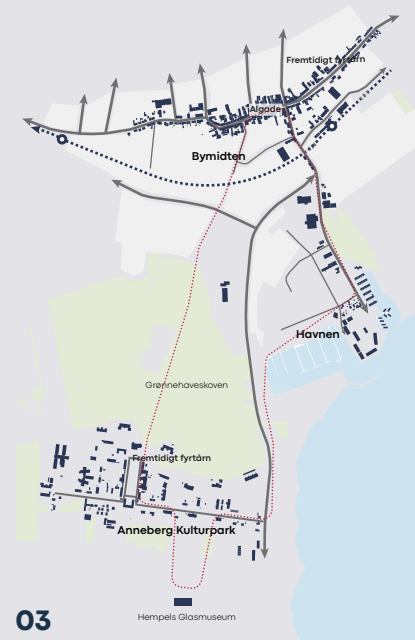 Fremtidigt fyrtårn
Algade
Bymidten
Havnen
Grønnehaveskoven
Fremtidigt fyrtårn
Anneberg Kulturpark
Hempels Glasmuseum
03